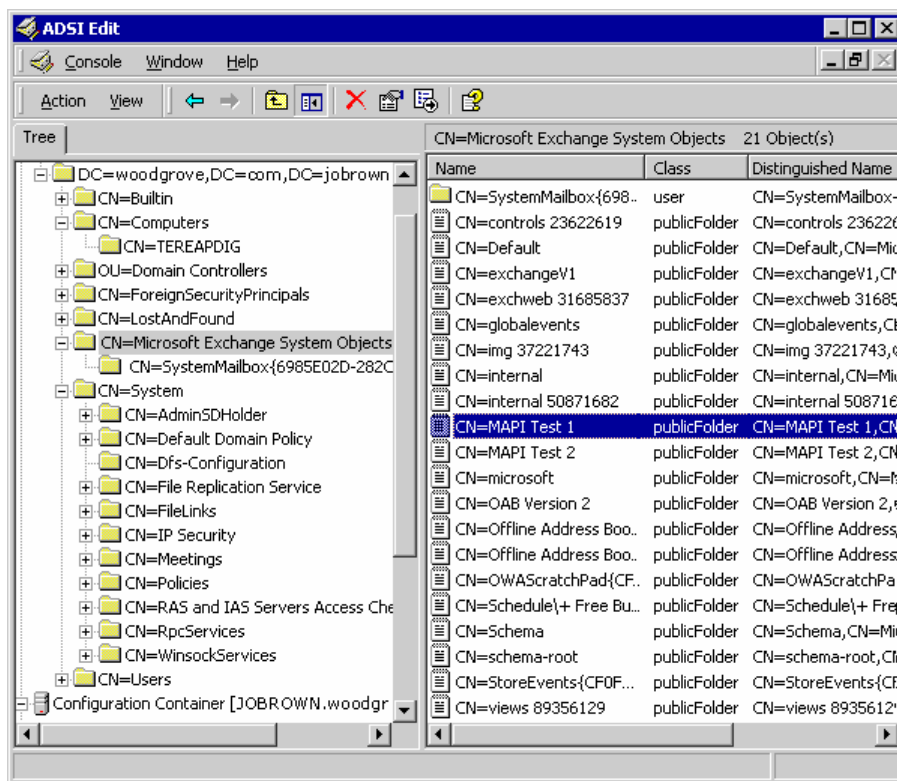 ADSI Edit
Console Window Help
Action View
Tree
DC=woodgrove,DC=com,DC=jobrown
CN=Builtin
CN=Computers
CN=TEREAPDIG
OU=Domain Controllers
CN=ForeignSecurityPrincipals
CN=LostAndFound
CN=Microsoft Exchange System Objects
CN=SystemMailbox{6985E02D-282C
CN=System
CN=AdminSDHolder
CN=Default Domain Policy
CN=Dfs-Configuration
CN=File Replication Service
CN=FileLinks
CN=IP Security
CN=Meetings
CN=Policies
CN=RAS and IAS Servers Access Che
CN=RpcServices
CN=WinsockServices
CN=Users
Configuration Container [JOBROWN.woodgr
CN=Microsoft Exchange System Objects 21 Object(s)
Name Class Distinguished Name
CN=SystemMailbox{698.. user CN=SystemMailbox-
CN=controls 23622619 publicFolder CN=controls 236226
CN=Default publicFolder CN=Default,CN=Mic
CN=exchangeV1 publicFolder CN=exchangeV1,CN
CN=exchweb 31685837 publicFolder CN=exchweb 31685
CN=globalevents publicFolder CN=globalevents,CN
CN=img 37221743 publicFolder CN=img 37221743,
CN=internal publicFolder CN=internal,CN=Mic
CN=internal 50871682 publicFolder CN=internal 508716
CN=MAPI Test 1 publicFolder CN=MAPI Test 1,CN
CN=MAPI Test 2 publicFolder CN=MAPI Test 2,CN
CN=microsoft publicFolder CN=microsoft,CN=M
CN=OAB Version 2 publicFolder CN=OAB Version 2,
CN=Offline Address Boo.. publicFolder CN=Offline Address
CN=Offline Address Boo.. publicFolder CN=Offline Address
CN=OWAScratchPad{CF.. publicFolder CN=OWAScratchPa
CN=Schedule\+ Free Bu... publicFolder CN=Schedule\+ Fre
CN=Schema publicFolder CN=Schema,CN=Mi
CN=schema-root publicFolder CN=schema-root,C
CN=StoreEvents{CF0F... publicFolder CN=StoreEvents{C
CN=views 89356129 publicFolder CN=views 8935612